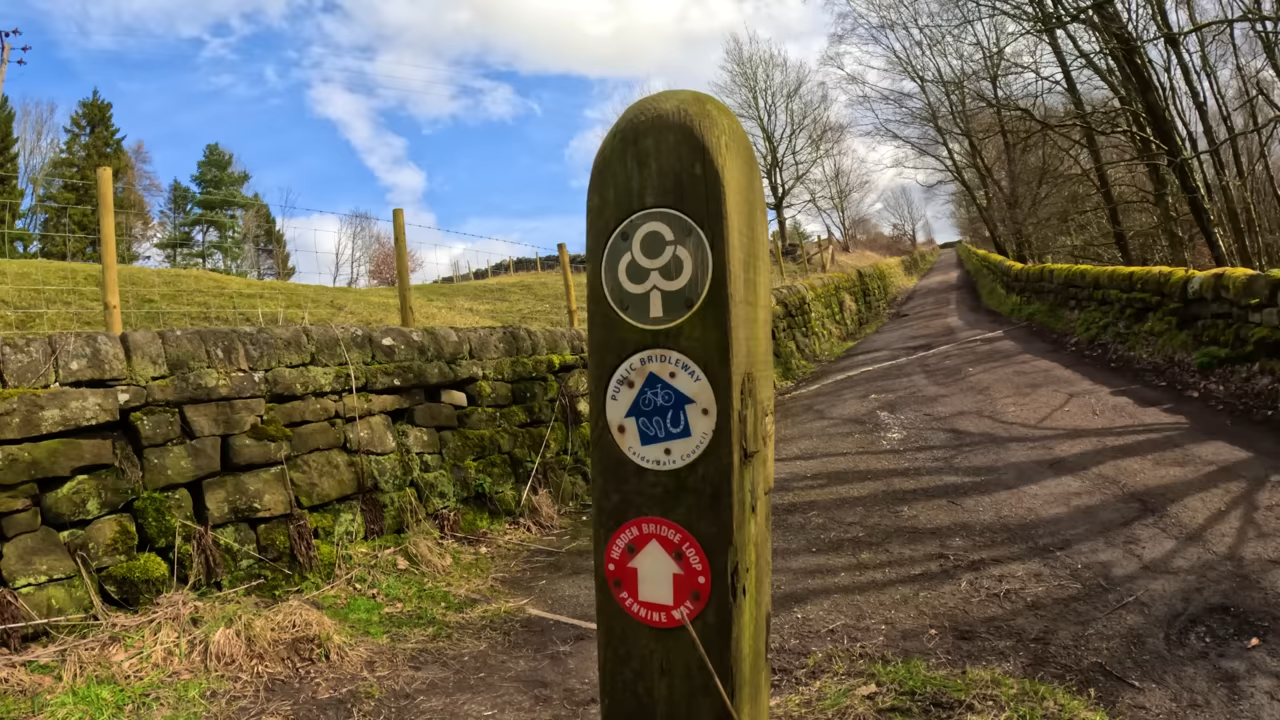 PUBLIC BRIDLEWAY
Calderdale Council
HEBDEN BRIDGE LOOP
PENNINE WAY